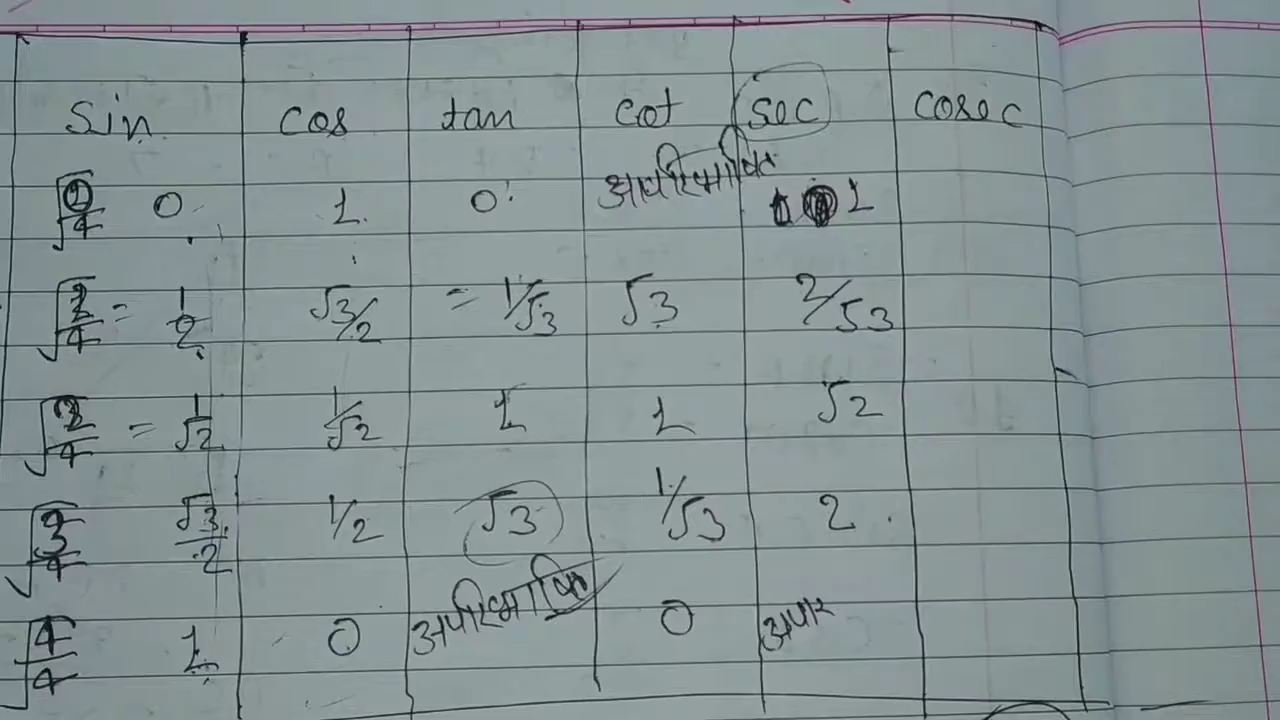 Sin cos tan cot sec cosec
√0/4 0 1 0 अपरिभाषित 1
√1/4 = 1/2 √3/2 = 1/√3 √3 2/√3
√2/4 = 1/√2 1/√2 1 1 √2
√3/4 √3/2 1/2 √3 1/√3 2
√4/4 1 0 अपरिभाषित 0 अपर